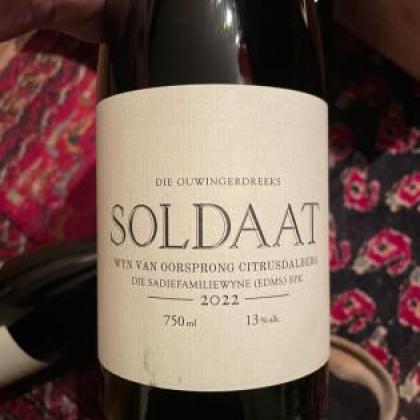 DIE OUWINGERDREEKS
SOLDAAT
WYN VAN OORSPRONG CITRUSDALBERG
DIE SADIEFAMILIEWYNE (EDMS) BPK.
2022
750 ml 13% alc.